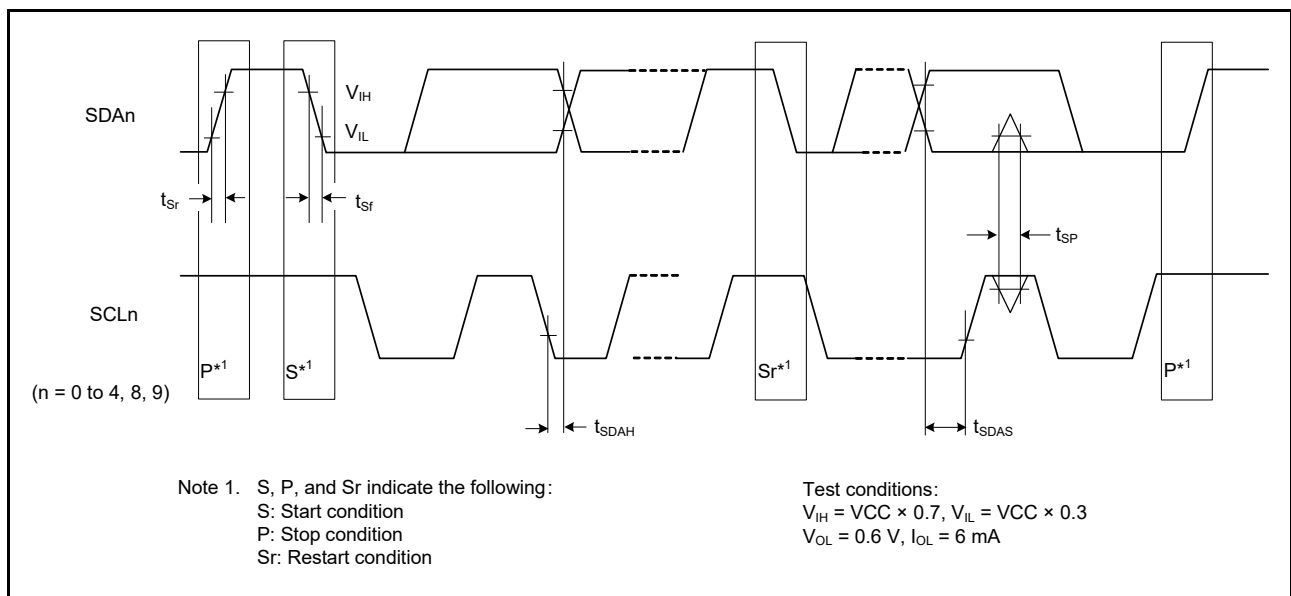 SDAn
V_IH
V_IL
t_Sr
t_Sf
t_SP
SCLn
P*¹
S*¹
Sr*¹
P*¹
(n = 0 to 4, 8, 9)
t_SDAH
t_SDAS
Note 1. S, P, and Sr indicate the following:
S: Start condition
P: Stop condition
Sr: Restart condition
Test conditions:
V_IH = VCC × 0.7, V_IL = VCC × 0.3
V_OL = 0.6 V, I_OL = 6 mA